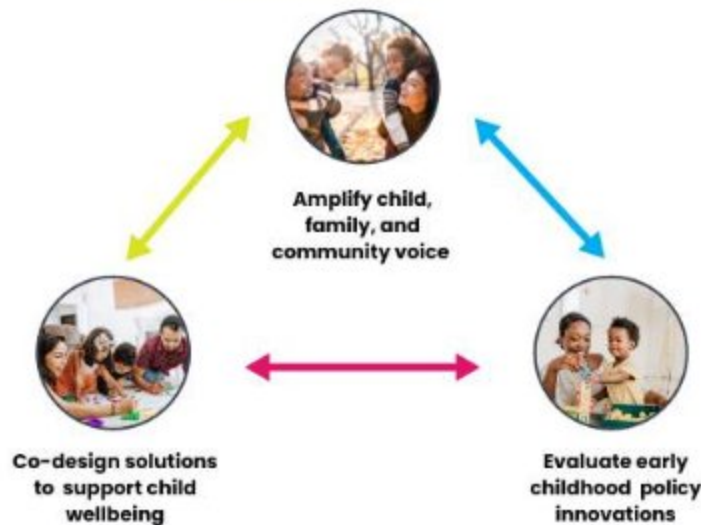 Amplify child,
family, and
community voice
Co-design solutions
to support child
wellbeing
Evaluate early
childhood policy
innovations